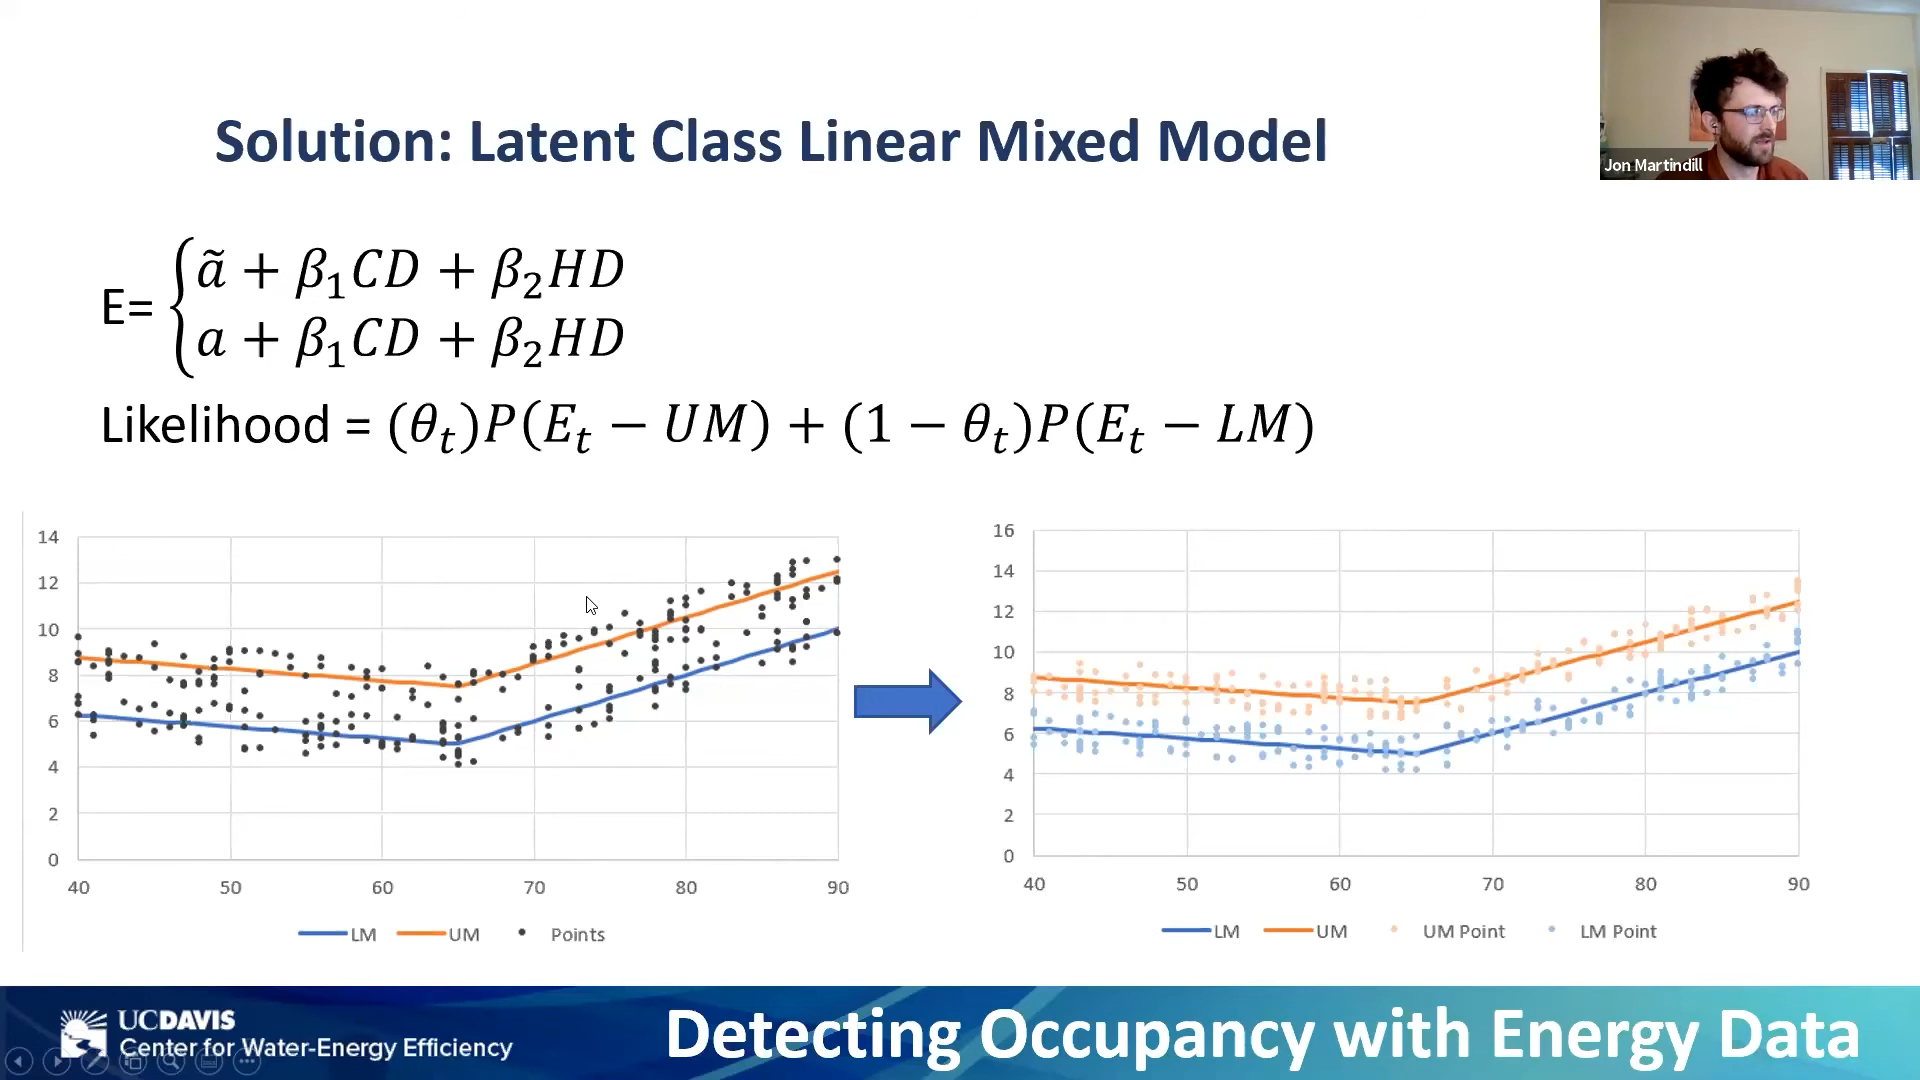 Solution: Latent Class Linear Mixed Model
Jon Martindill
E= { ã + β₁CD + β₂HD
a + β₁CD + β₂HD
Likelihood = (θₜ)P(Eₜ − UM) + (1 − θₜ)P(Eₜ − LM)
14
12
10
8
6
4
2
0
40 50 60 70 80 90
LM UM Points
16
14
12
10
8
6
4
2
0
40 50 60 70 80 90
LM UM UM Point LM Point
UCDAVIS
Center for Water-Energy Efficiency
Detecting Occupancy with Energy Data